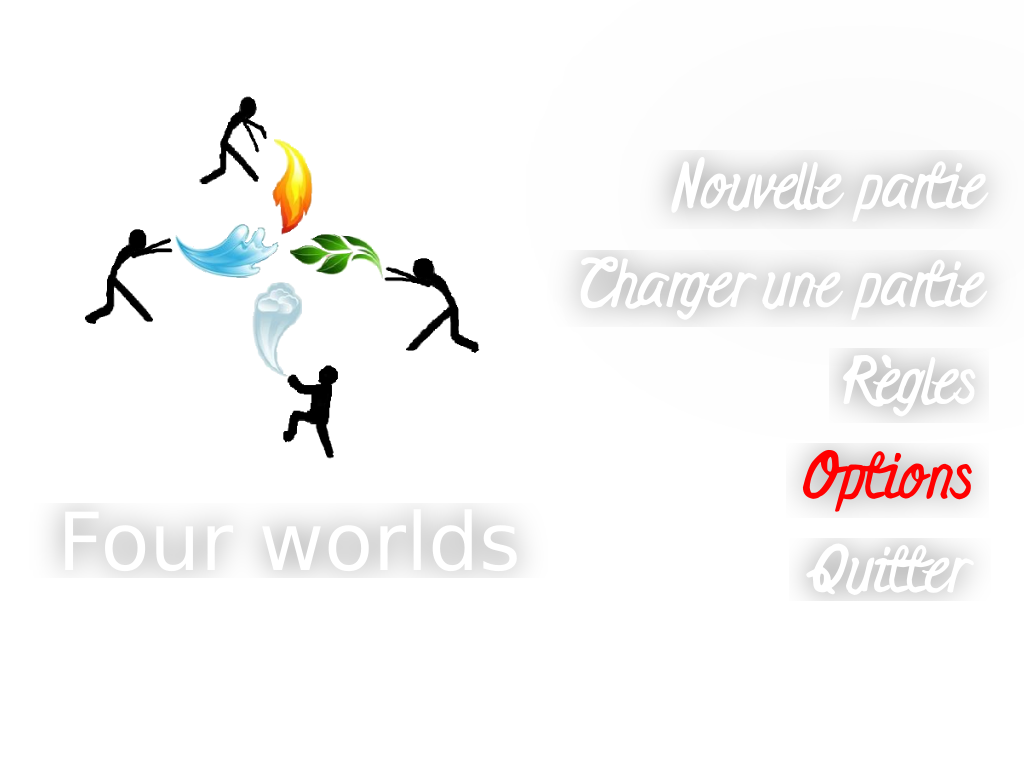 Nouvelle partie
Charger une partie
Règles
Options
Quitter
Four worlds